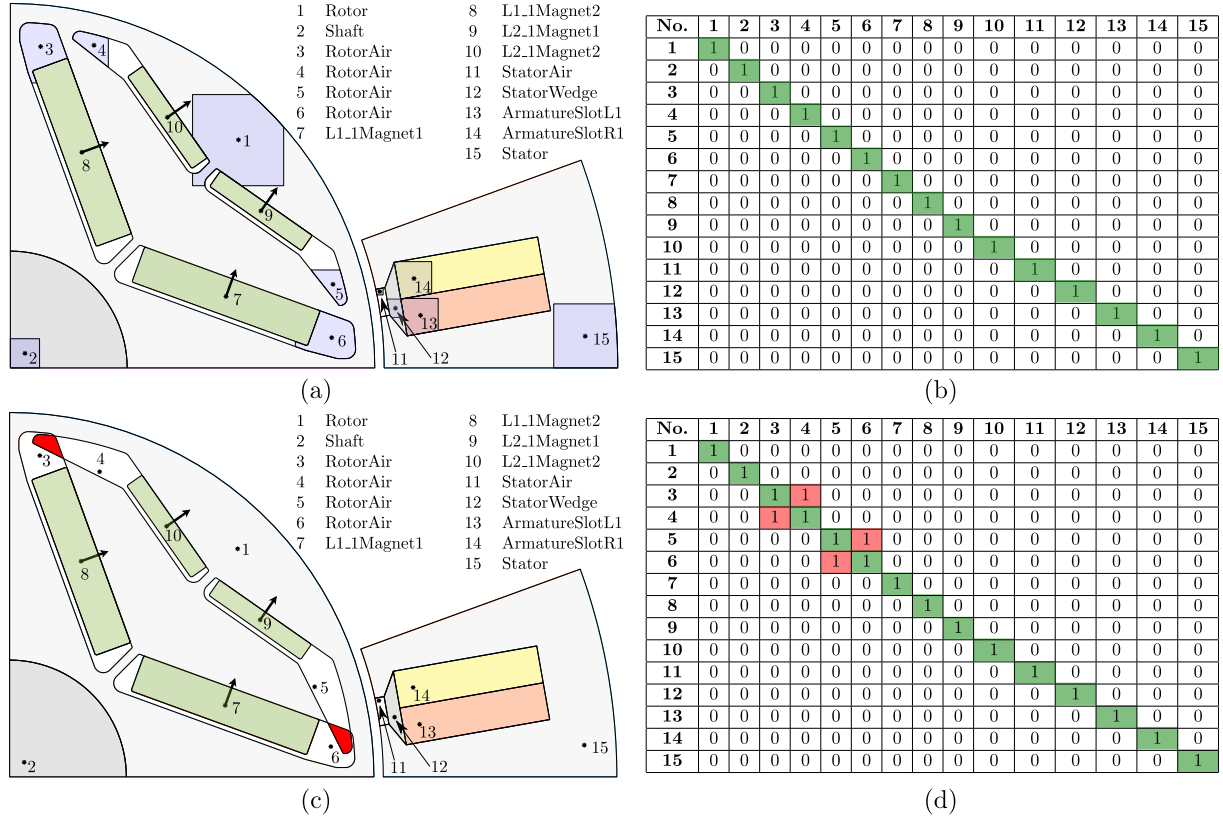 1 Rotor 8 L1_1Magnet2
2 Shaft 9 L2_1Magnet1
3 RotorAir 10 L2_1Magnet2
4 RotorAir 11 StatorAir
5 RotorAir 12 StatorWedge
6 RotorAir 13 ArmatureSlotL1
7 L1_1Magnet1 14 ArmatureSlotR1
15 Stator
3
4
10
1
8
9
7
5
6
2
14
13
11
12
15
(a)
No. 1 2 3 4 5 6 7 8 9 10 11 12 13 14 15
1 1 0 0 0 0 0 0 0 0 0 0 0 0 0 0
2 0 1 0 0 0 0 0 0 0 0 0 0 0 0 0
3 0 0 1 0 0 0 0 0 0 0 0 0 0 0 0
4 0 0 0 1 0 0 0 0 0 0 0 0 0 0 0
5 0 0 0 0 1 0 0 0 0 0 0 0 0 0 0
6 0 0 0 0 0 1 0 0 0 0 0 0 0 0 0
7 0 0 0 0 0 0 1 0 0 0 0 0 0 0 0
8 0 0 0 0 0 0 0 1 0 0 0 0 0 0 0
9 0 0 0 0 0 0 0 0 1 0 0 0 0 0 0
10 0 0 0 0 0 0 0 0 0 1 0 0 0 0 0
11 0 0 0 0 0 0 0 0 0 0 1 0 0 0 0
12 0 0 0 0 0 0 0 0 0 0 0 1 0 0 0
13 0 0 0 0 0 0 0 0 0 0 0 0 1 0 0
14 0 0 0 0 0 0 0 0 0 0 0 0 0 1 0
15 0 0 0 0 0 0 0 0 0 0 0 0 0 0 1
(b)
1 Rotor 8 L1_1Magnet2
2 Shaft 9 L2_1Magnet1
3 RotorAir 10 L2_1Magnet2
4 RotorAir 11 StatorAir
5 RotorAir 12 StatorWedge
6 RotorAir 13 ArmatureSlotL1
7 L1_1Magnet1 14 ArmatureSlotR1
15 Stator
3
4
10
1
8
9
7
5
6
2
14
13
11
12
15
(c)
No. 1 2 3 4 5 6 7 8 9 10 11 12 13 14 15
1 1 0 0 0 0 0 0 0 0 0 0 0 0 0 0
2 0 1 0 0 0 0 0 0 0 0 0 0 0 0 0
3 0 0 1 1 0 0 0 0 0 0 0 0 0 0 0
4 0 0 1 1 0 0 0 0 0 0 0 0 0 0 0
5 0 0 0 0 1 1 0 0 0 0 0 0 0 0 0
6 0 0 0 0 1 1 0 0 0 0 0 0 0 0 0
7 0 0 0 0 0 0 1 0 0 0 0 0 0 0 0
8 0 0 0 0 0 0 0 1 0 0 0 0 0 0 0
9 0 0 0 0 0 0 0 0 1 0 0 0 0 0 0
10 0 0 0 0 0 0 0 0 0 1 0 0 0 0 0
11 0 0 0 0 0 0 0 0 0 0 1 0 0 0 0
12 0 0 0 0 0 0 0 0 0 0 0 1 0 0 0
13 0 0 0 0 0 0 0 0 0 0 0 0 1 0 0
14 0 0 0 0 0 0 0 0 0 0 0 0 0 1 0
15 0 0 0 0 0 0 0 0 0 0 0 0 0 0 1
(d)